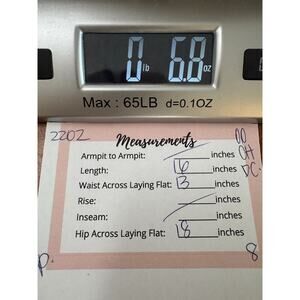 0 lb 6.8 oz
Max : 65LB d=0.1OZ
2202
Measurements
Armpit to Armpit: inches
Length: 16 inches
Waist Across Laying Flat: 13 inches
Rise: inches
Inseam: inches
Hip Across Laying Flat: 18 inches
P. 8